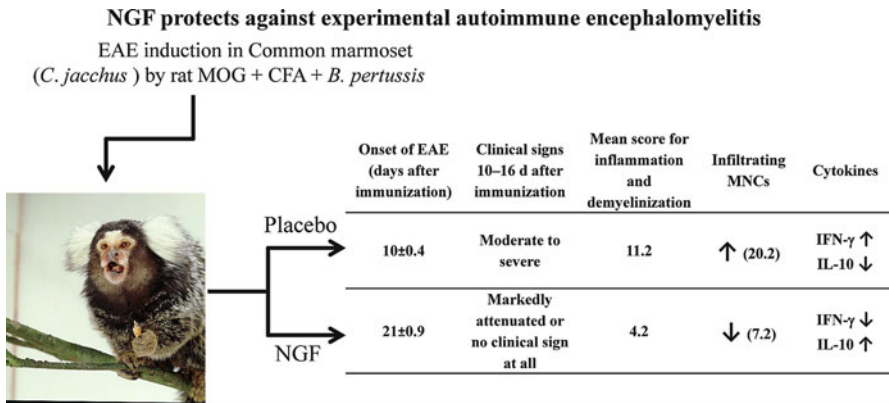 NGF protects against experimental autoimmune encephalomyelitis
EAE induction in Common marmoset
(C. jacchus ) by rat MOG + CFA + B. pertussis
Onset of EAE
(days after
immunization)
Clinical signs
10–16 d after
immunization
Mean score for
inflammation
and
demyelinization
Infiltrating
MNCs
Cytokines
Placebo
10±0.4
Moderate to
severe
11.2
↑ (20.2)
IFN-γ ↑
IL-10 ↓
NGF
21±0.9
Markedly
attenuated or
no clinical sign
at all
4.2
↓ (7.2)
IFN-γ ↓
IL-10 ↑